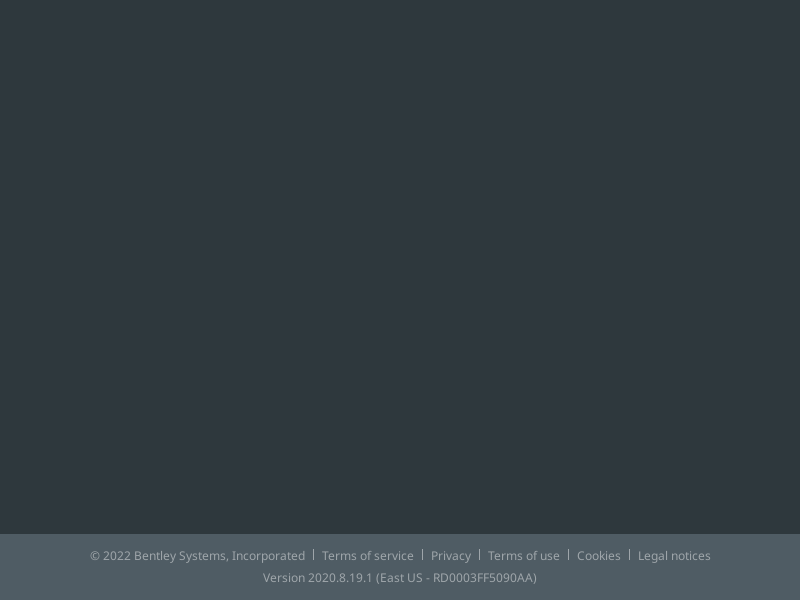 © 2022 Bentley Systems, Incorporated | Terms of service | Privacy | Terms of use | Cookies | Legal notices
Version 2020.8.19.1 (East US - RD0003FF5090AA)